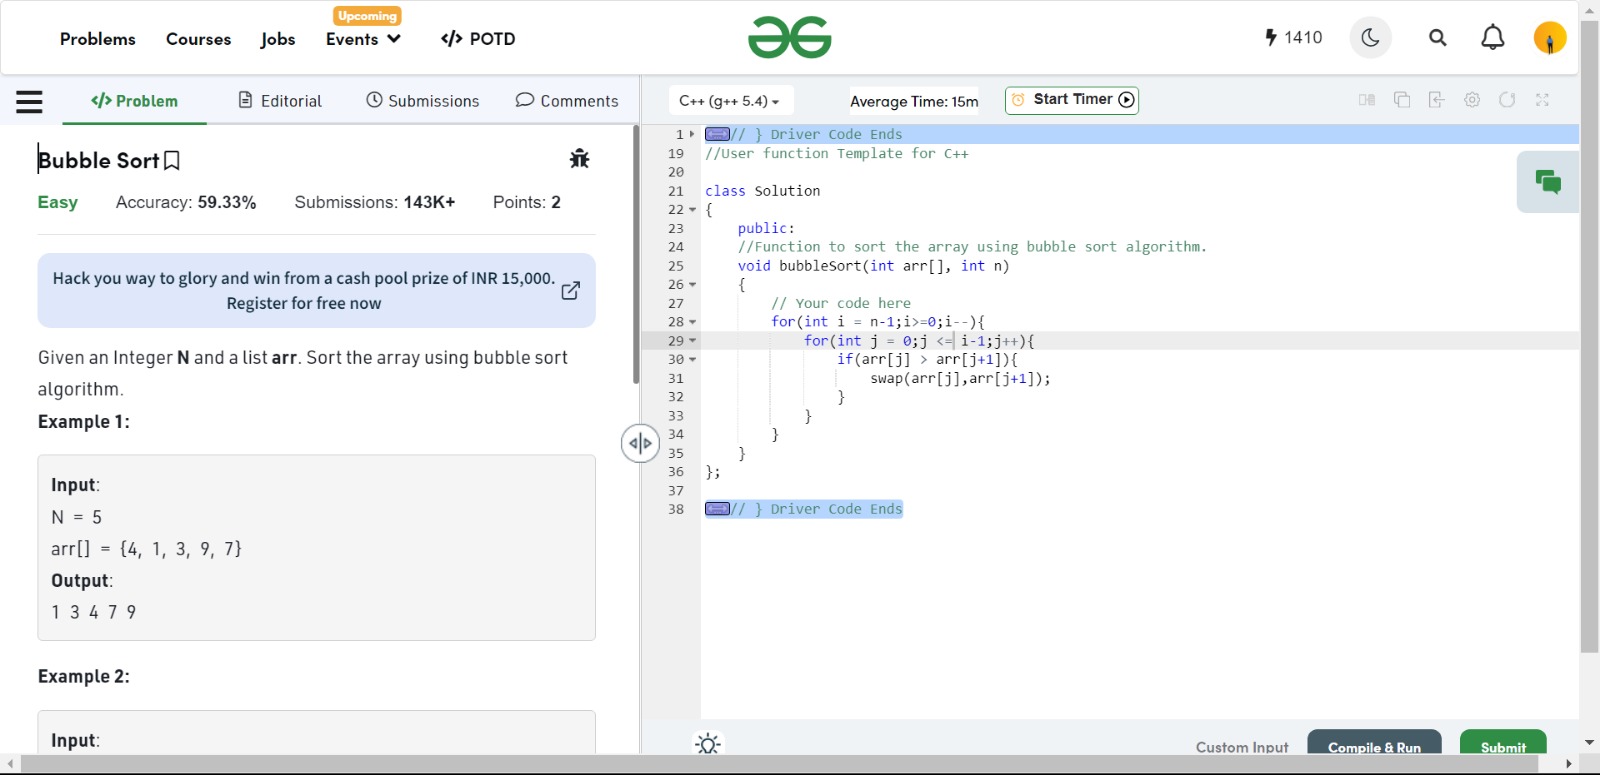 Upcoming
Problems Courses Jobs Events </> POTD
1410
</> Problem Editorial Submissions Comments
C++ (g++ 5.4) Average Time: 15m Start Timer
Bubble Sort
Easy Accuracy: 59.33% Submissions: 143K+ Points: 2
Hack you way to glory and win from a cash pool prize of INR 15,000.
Register for free now
Given an Integer N and a list arr. Sort the array using bubble sort
algorithm.
Example 1:
Input:
N = 5
arr[] = {4, 1, 3, 9, 7}
Output:
1 3 4 7 9
Example 2:
Input:
1 // } Driver Code Ends
19 //User function Template for C++
20
21 class Solution
22 {
23 public:
24 //Function to sort the array using bubble sort algorithm.
25 void bubbleSort(int arr[], int n)
26 {
27 // Your code here
28 for(int i = n-1;i>=0;i--){
29 for(int j = 0;j <= i-1;j++){
30 if(arr[j] > arr[j+1]){
31 swap(arr[j],arr[j+1]);
32 }
33 }
34 }
35 }
36 };
37
38 // } Driver Code Ends
Custom Input Compile & Run Submit